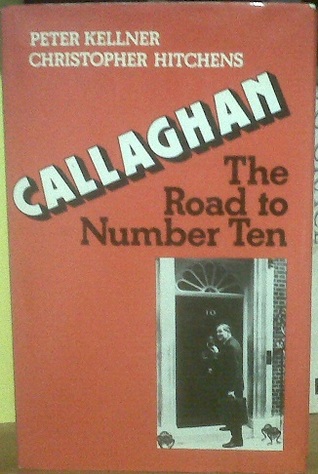 PETER KELLNER
CHRISTOPHER HITCHENS
CALLAGHAN
The
Road to
Number Ten
10